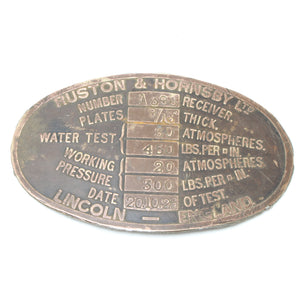 RUSTON & HORNSBY LTD
NUMBER RECEIVER.
PLATES THICK.
WATER TEST 30 ATMOSPHERES.
LBS. PER □ IN.
WORKING 20 ATMOSPHERES
PRESSURE 300 LBS. PER □ IN.
DATE OF TEST.
LINCOLN ENGLAND